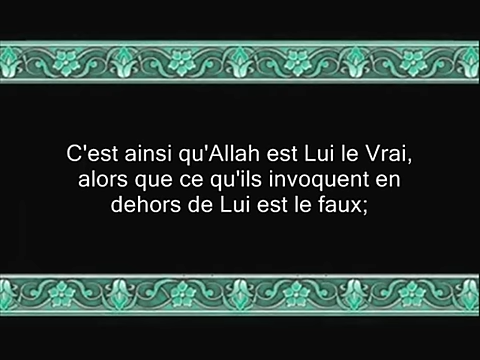 C'est ainsi qu'Allah est Lui le Vrai,
alors que ce qu'ils invoquent en
dehors de Lui est le faux;